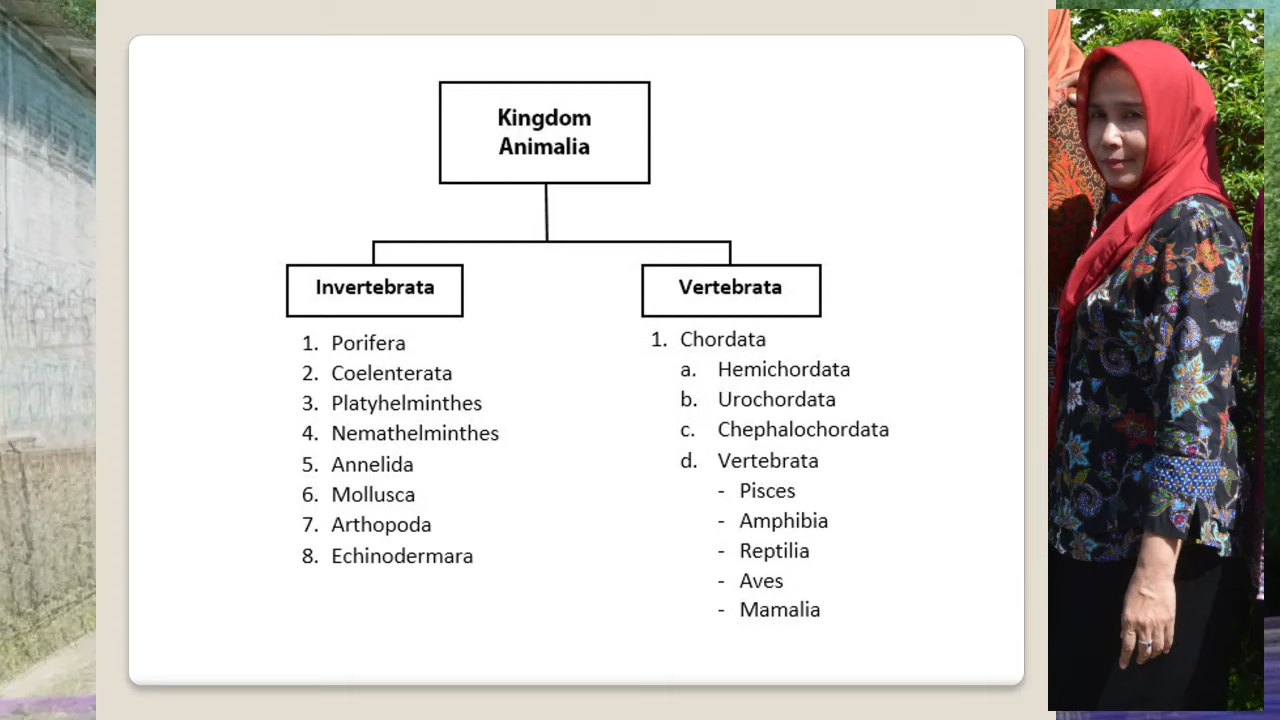 Kingdom
Animalia
Invertebrata
1. Porifera
2. Coelenterata
3. Platyhelminthes
4. Nemathelminthes
5. Annelida
6. Mollusca
7. Arthopoda
8. Echinodermara
Vertebrata
1. Chordata
a. Hemichordata
b. Urochordata
c. Chephalochordata
d. Vertebrata
- Pisces
- Amphibia
- Reptilia
- Aves
- Mamalia